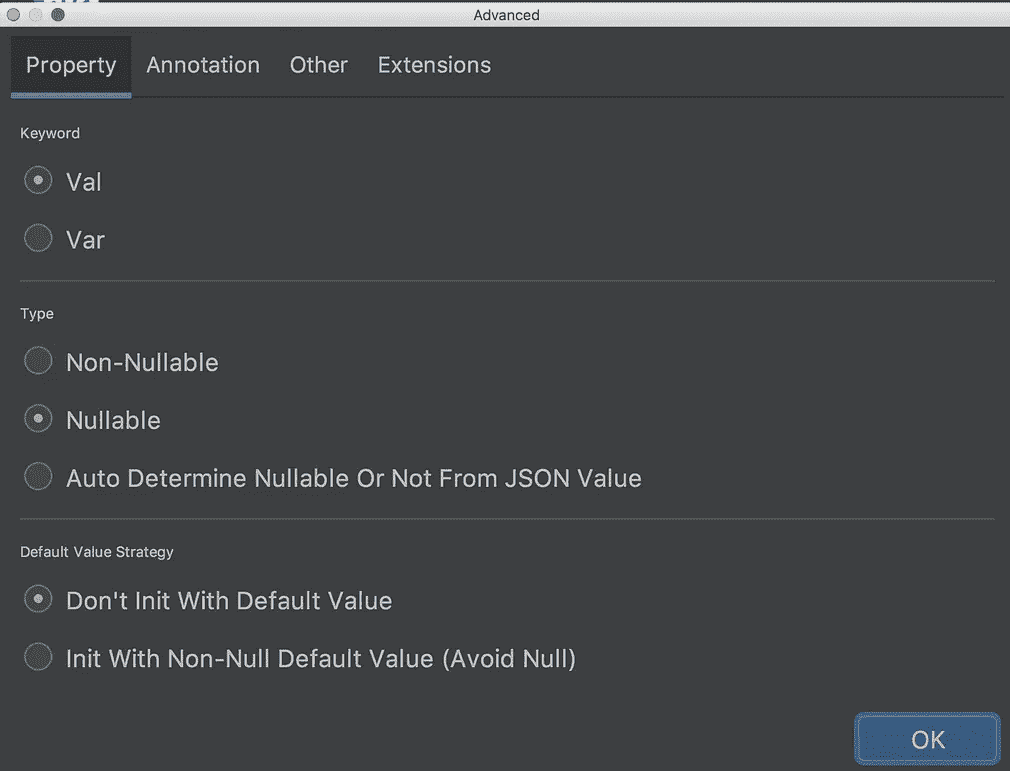 Advanced
Property Annotation Other Extensions
Keyword
Val
Var
Type
Non-Nullable
Nullable
Auto Determine Nullable Or Not From JSON Value
Default Value Strategy
Don't Init With Default Value
Init With Non-Null Default Value (Avoid Null)
OK